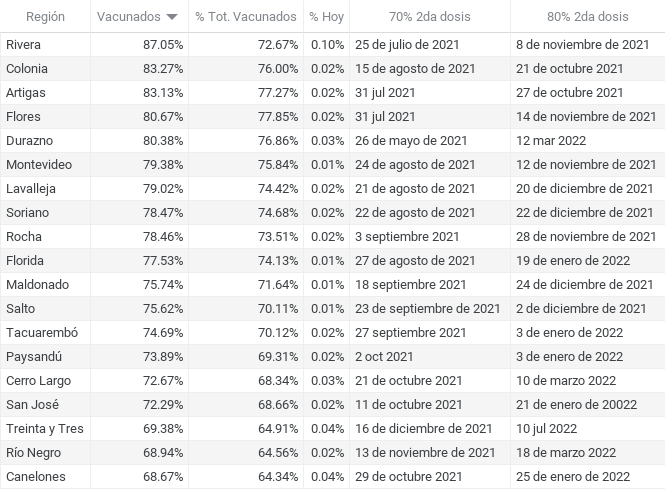 Región Vacunados % Tot. Vacunados % Hoy 70% 2da dosis 80% 2da dosis
Rivera 87.05% 72.67% 0.10% 25 de julio de 2021 8 de noviembre de 2021
Colonia 83.27% 76.00% 0.02% 15 de agosto de 2021 21 de octubre 2021
Artigas 83.13% 77.27% 0.02% 31 jul 2021 27 de octubre 2021
Flores 80.67% 77.85% 0.02% 31 jul 2021 14 de noviembre de 2021
Durazno 80.38% 76.86% 0.03% 26 de mayo de 2021 12 mar 2022
Montevideo 79.38% 75.84% 0.01% 24 de agosto de 2021 12 de noviembre de 2021
Lavalleja 79.02% 74.42% 0.02% 21 de agosto de 2021 20 de diciembre de 2021
Soriano 78.47% 74.68% 0.02% 22 de agosto de 2021 22 de diciembre de 2021
Rocha 78.46% 73.51% 0.02% 3 septiembre 2021 28 de noviembre de 2021
Florida 77.53% 74.13% 0.01% 27 de agosto de 2021 19 de enero de 2022
Maldonado 75.74% 71.64% 0.01% 18 septiembre 2021 24 de diciembre de 2021
Salto 75.62% 70.11% 0.01% 23 de septiembre de 2021 2 de diciembre de 2021
Tacuarembó 74.69% 70.12% 0.02% 27 septiembre 2021 3 de enero de 2022
Paysandú 73.89% 69.31% 0.02% 2 oct 2021 3 de enero de 2022
Cerro Largo 72.67% 68.34% 0.03% 21 de octubre de 2021 10 de marzo 2022
San José 72.29% 68.66% 0.02% 11 de octubre de 2021 21 de enero de 20022
Treinta y Tres 69.38% 64.91% 0.04% 16 de diciembre de 2021 10 jul 2022
Río Negro 68.94% 64.56% 0.02% 13 de noviembre de 2021 18 de marzo 2022
Canelones 68.67% 64.34% 0.04% 29 de octubre de 2021 25 de enero de 2022